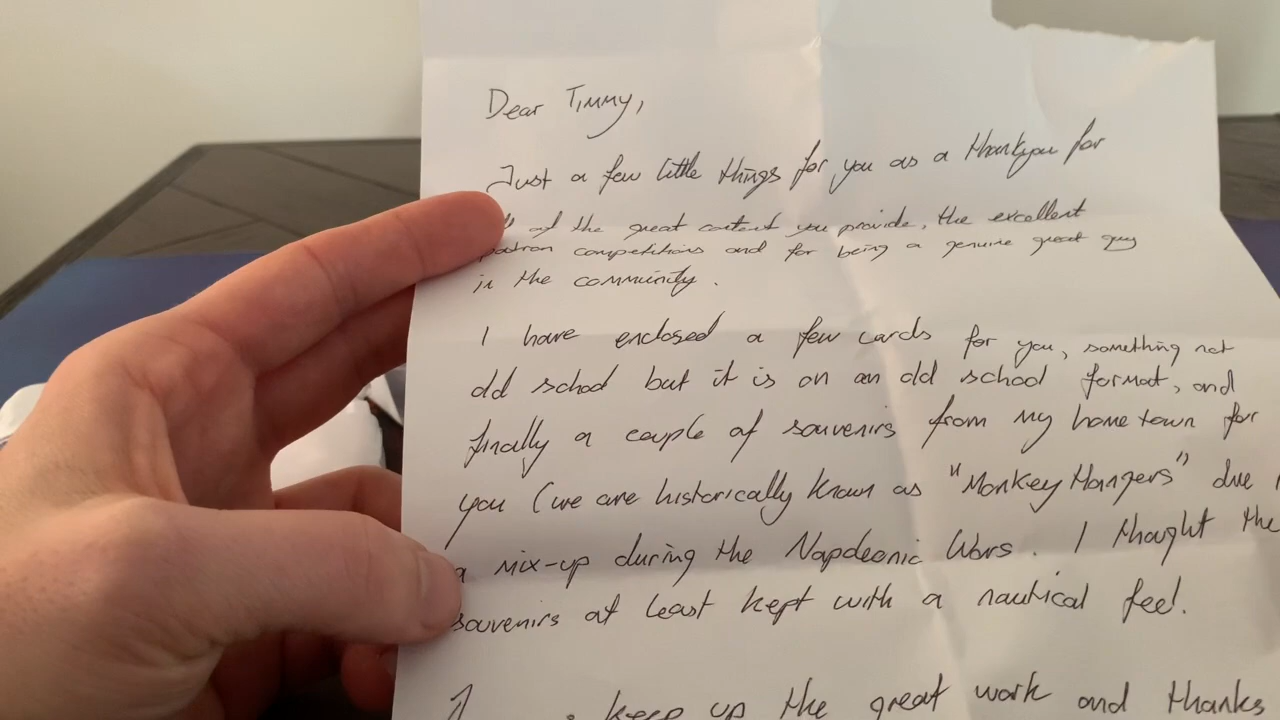 Dear Timmy,
Just a few little things for you as a thankyou for
of the great content you provide, the excellent
patron competitions and for being a genuine great guy
in the community.
I have enclosed a few cards for you, something not
old school but it is on an old school format, and
finally a couple of souvenirs from my home town for
you (we are historically known as "Monkey Hangers" due
a mix-up during the Napoleonic Wars. I thought the
souvenirs at least kept with a nautical feel.
keep up the great work and thanks